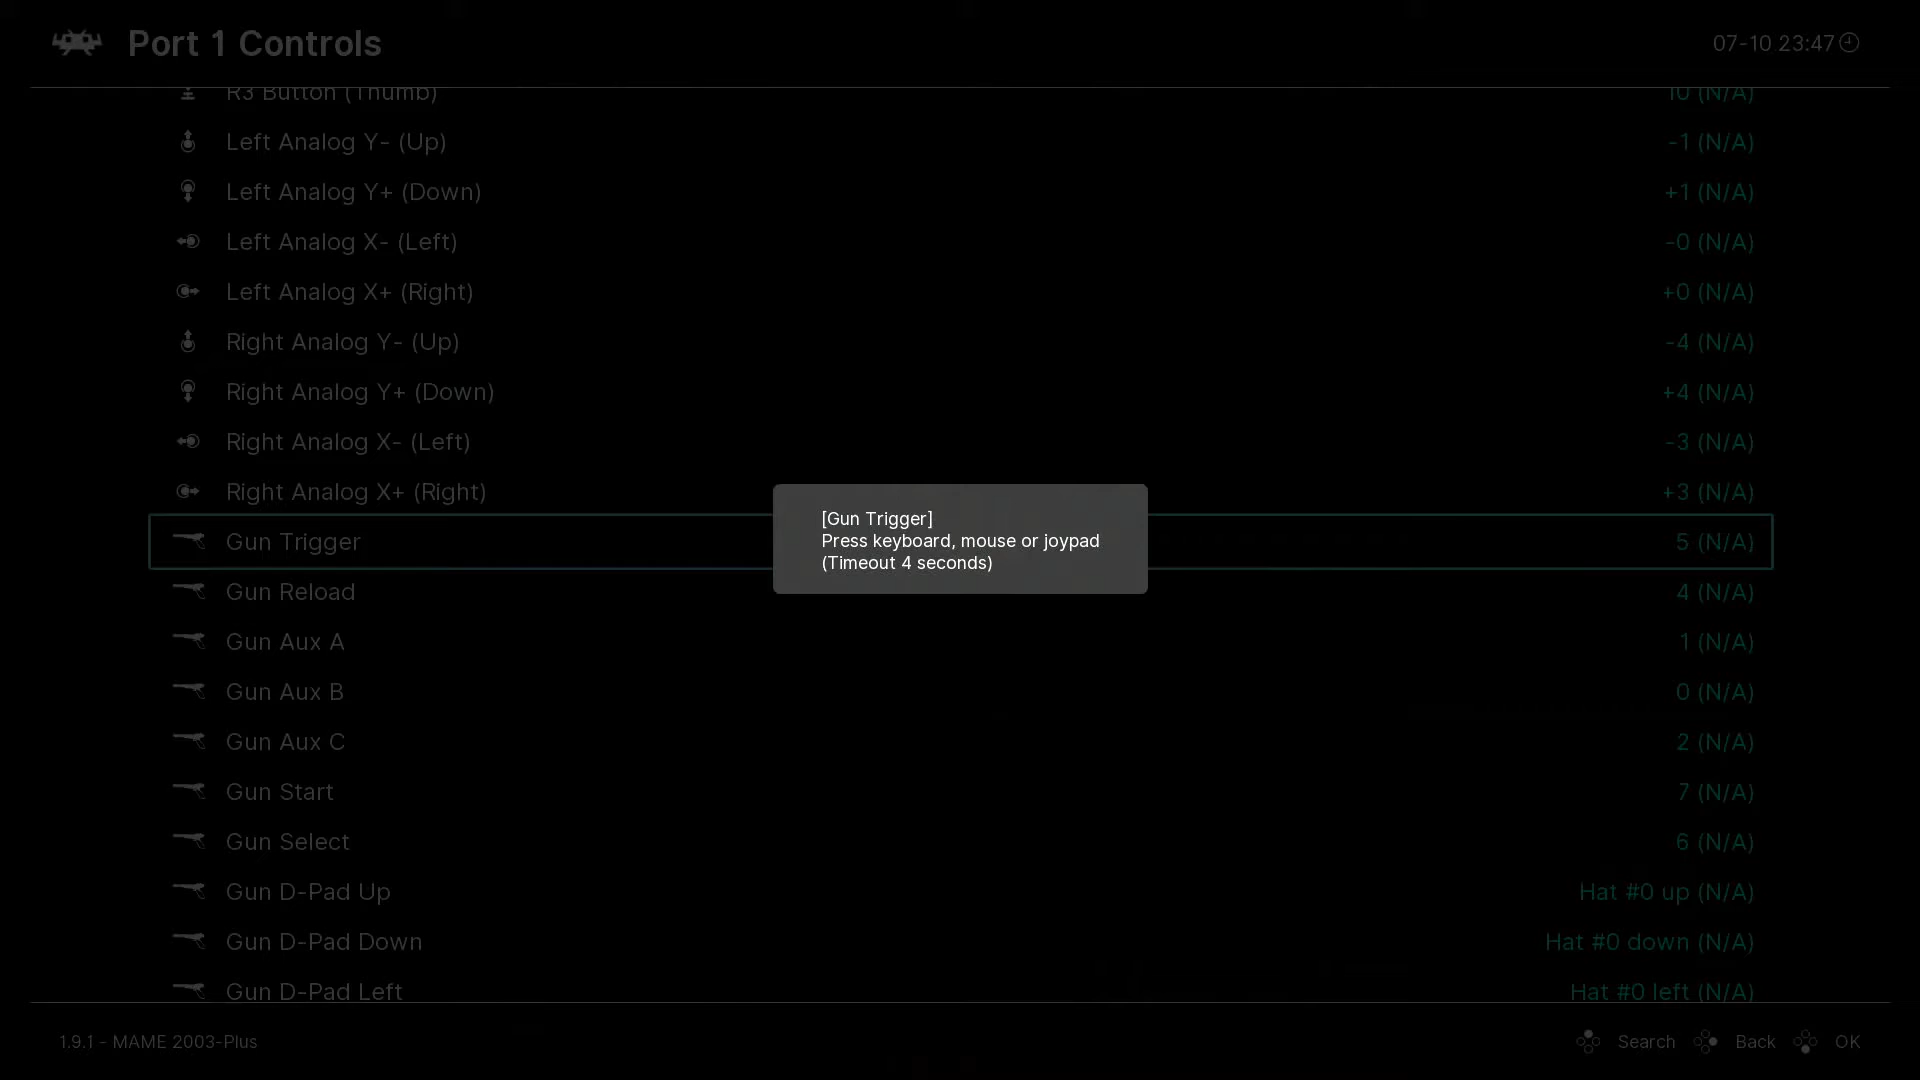 Port 1 Controls
07-10 23:47
R3 Button (Thumb) 10 (N/A)
Left Analog Y- (Up) -1 (N/A)
Left Analog Y+ (Down) +1 (N/A)
Left Analog X- (Left) -0 (N/A)
Left Analog X+ (Right) +0 (N/A)
Right Analog Y- (Up) -4 (N/A)
Right Analog Y+ (Down) +4 (N/A)
Right Analog X- (Left) -3 (N/A)
Right Analog X+ (Right) +3 (N/A)
Gun Trigger 5 (N/A)
[Gun Trigger]
Press keyboard, mouse or joypad
(Timeout 4 seconds)
Gun Reload 4 (N/A)
Gun Aux A 1 (N/A)
Gun Aux B 0 (N/A)
Gun Aux C 2 (N/A)
Gun Start 7 (N/A)
Gun Select 6 (N/A)
Gun D-Pad Up Hat #0 up (N/A)
Gun D-Pad Down Hat #0 down (N/A)
Gun D-Pad Left Hat #0 left (N/A)
1.9.1 - MAME 2003-Plus
Search Back OK